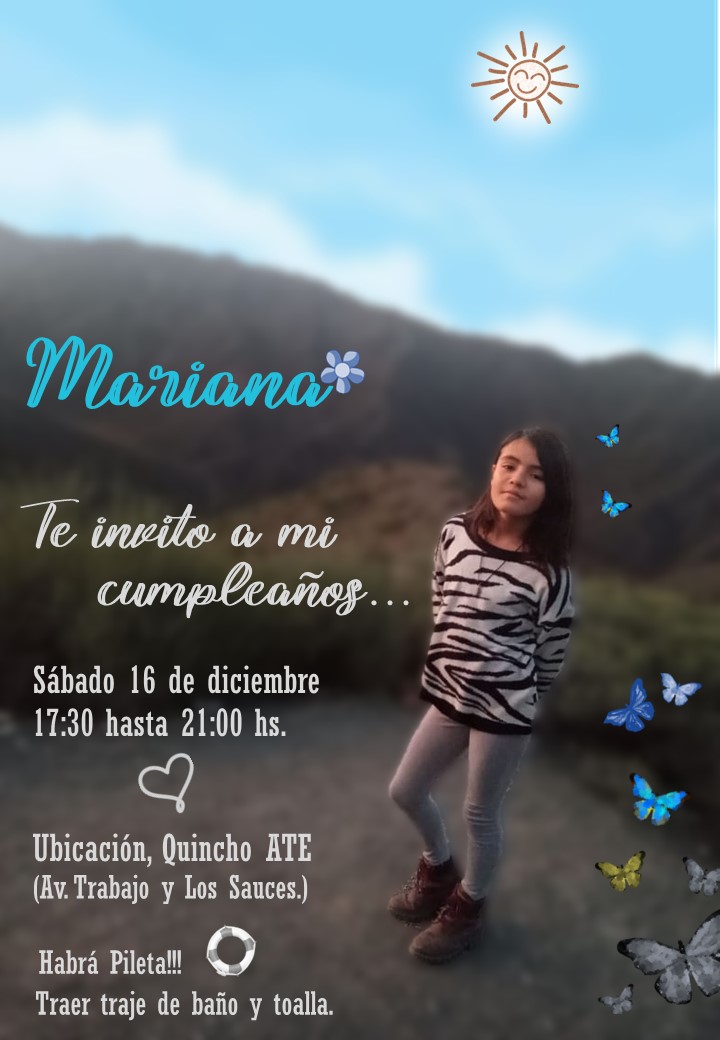 Mariana
Te invito a mi
cumpleaños...
Sábado 16 de diciembre
17:30 hasta 21:00 hs.
Ubicación, Quincho ATE
(Av. Trabajo y Los Sauces.)
Habrá Pileta!!!
Traer traje de baño y toalla.